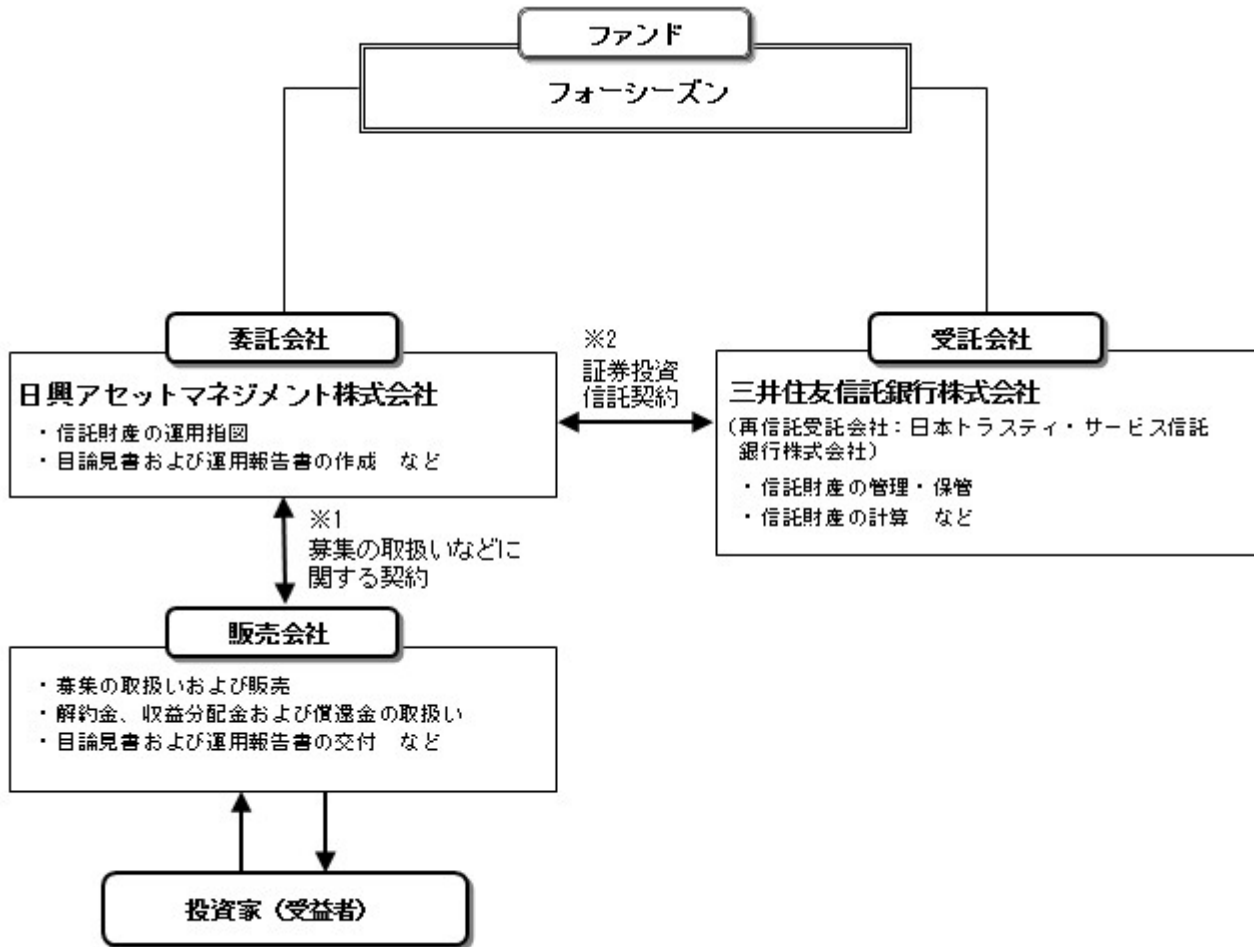 ファンド
フォーシーズン
委託会社
日興アセットマネジメント株式会社
・信託財産の運用指図
・目論見書および運用報告書の作成　など
※2
証券投資
信託契約
受託会社
三井住友信託銀行株式会社
(再信託受託会社：日本トラスティ・サービス信託
銀行株式会社)
・信託財産の管理・保管
・信託財産の計算　など
※1
募集の取扱いなどに
関する契約
販売会社
・募集の取扱いおよび販売
・解約金、収益分配金および償還金の取扱い
・目論見書および運用報告書の交付　など
投資家（受益者）